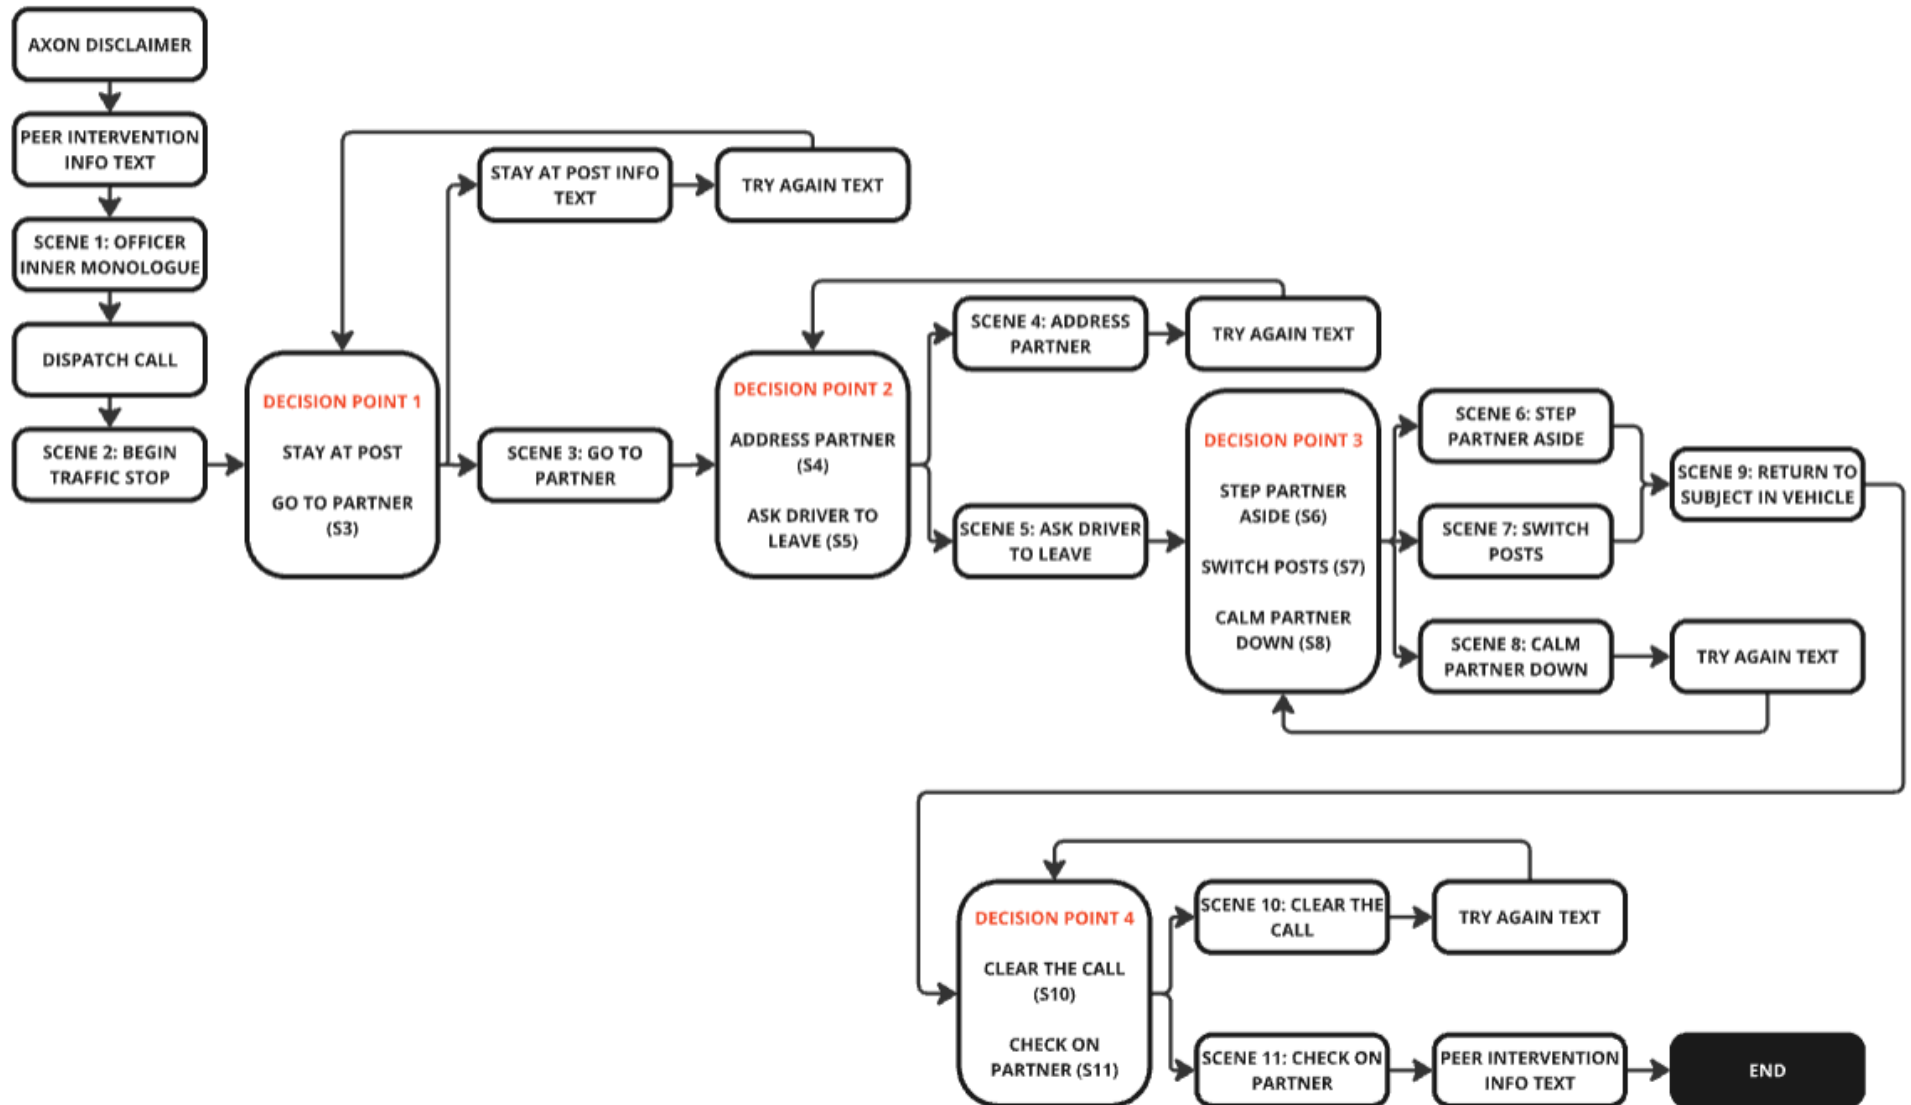 AXON DISCLAIMER
PEER INTERVENTION
INFO TEXT
SCENE 1: OFFICER
INNER MONOLOGUE
DISPATCH CALL
SCENE 2: BEGIN
TRAFFIC STOP
DECISION POINT 1
STAY AT POST
GO TO PARTNER
(S3)
STAY AT POST INFO
TEXT
TRY AGAIN TEXT
SCENE 3: GO TO
PARTNER
DECISION POINT 2
ADDRESS PARTNER
(S4)
ASK DRIVER TO
LEAVE (S5)
SCENE 4: ADDRESS
PARTNER
TRY AGAIN TEXT
SCENE 5: ASK DRIVER
TO LEAVE
DECISION POINT 3
STEP PARTNER
ASIDE (S6)
SWITCH POSTS (S7)
CALM PARTNER
DOWN (S8)
SCENE 6: STEP
PARTNER ASIDE
SCENE 7: SWITCH
POSTS
SCENE 8: CALM
PARTNER DOWN
TRY AGAIN TEXT
SCENE 9: RETURN TO
SUBJECT IN VEHICLE
DECISION POINT 4
CLEAR THE CALL
(S10)
CHECK ON
PARTNER (S11)
SCENE 10: CLEAR THE
CALL
TRY AGAIN TEXT
SCENE 11: CHECK ON
PARTNER
PEER INTERVENTION
INFO TEXT
END